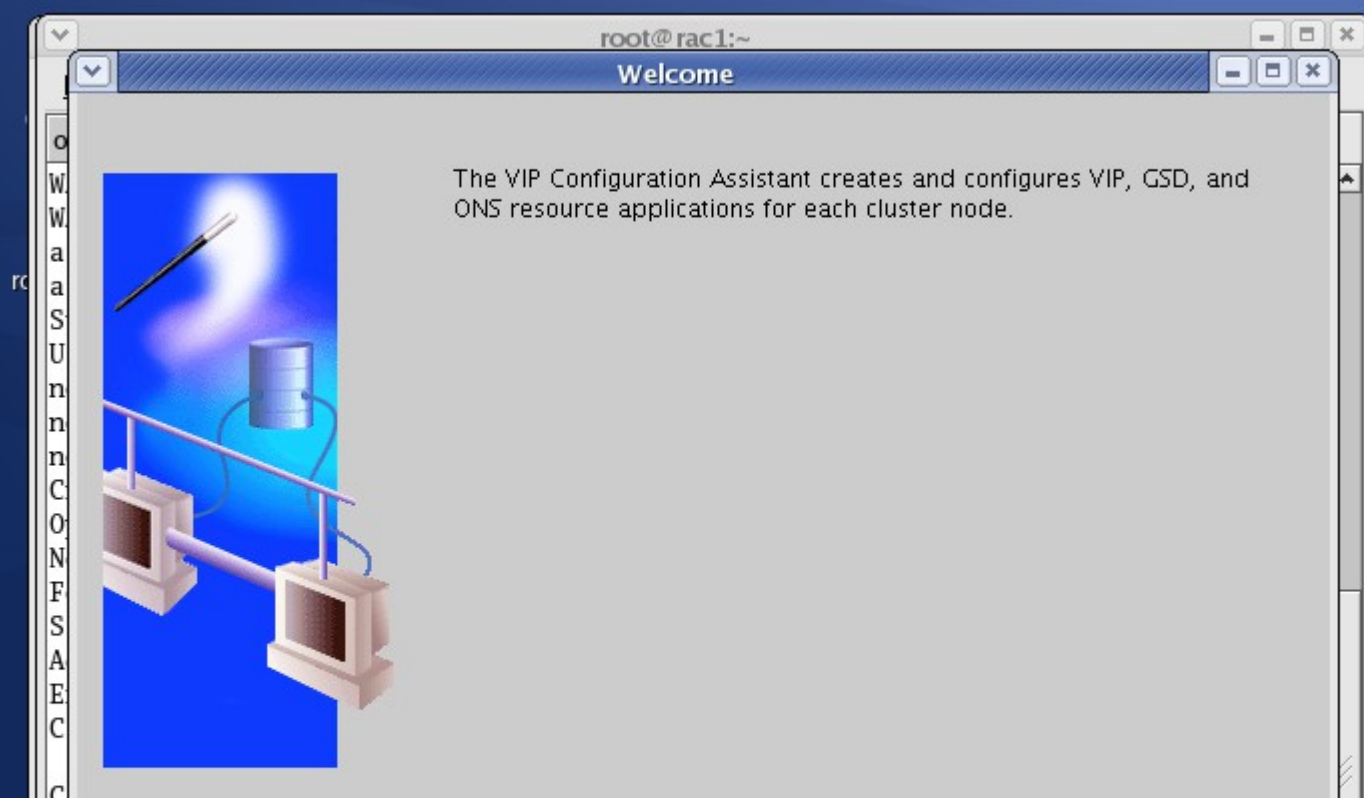 root@rac1:~
Welcome
The VIP Configuration Assistant creates and configures VIP, GSD, and
ONS resource applications for each cluster node.